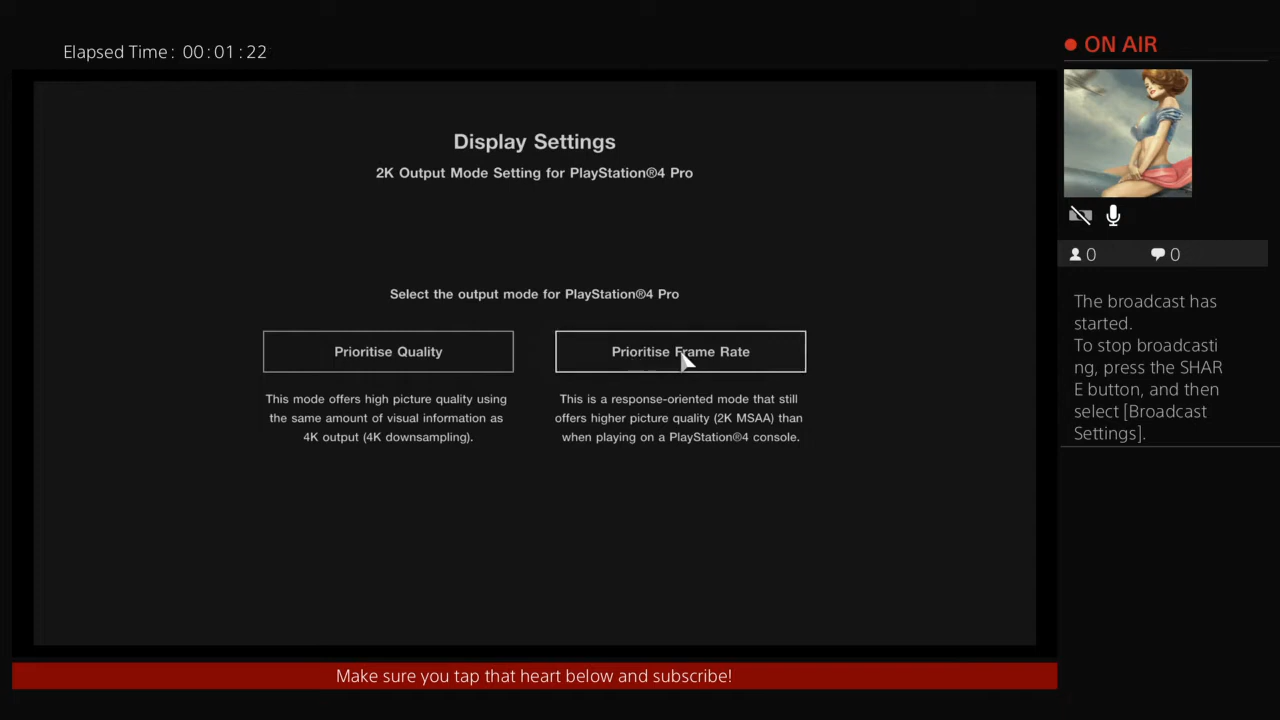 Elapsed Time: 00:01:22
ON AIR
Display Settings
2K Output Mode Setting for PlayStation®4 Pro
0
0
The broadcast has
started.
To stop broadcasti
ng, press the SHAR
E button, and then
select [Broadcast
Settings].
Select the output mode for PlayStation®4 Pro
Prioritise Quality
Prioritise Frame Rate
This mode offers high picture quality using
the same amount of visual information as
4K output (4K downsampling).
This is a response-oriented mode that still
offers higher picture quality (2K MSAA) than
when playing on a PlayStation®4 console.
Make sure you tap that heart below and subscribe!